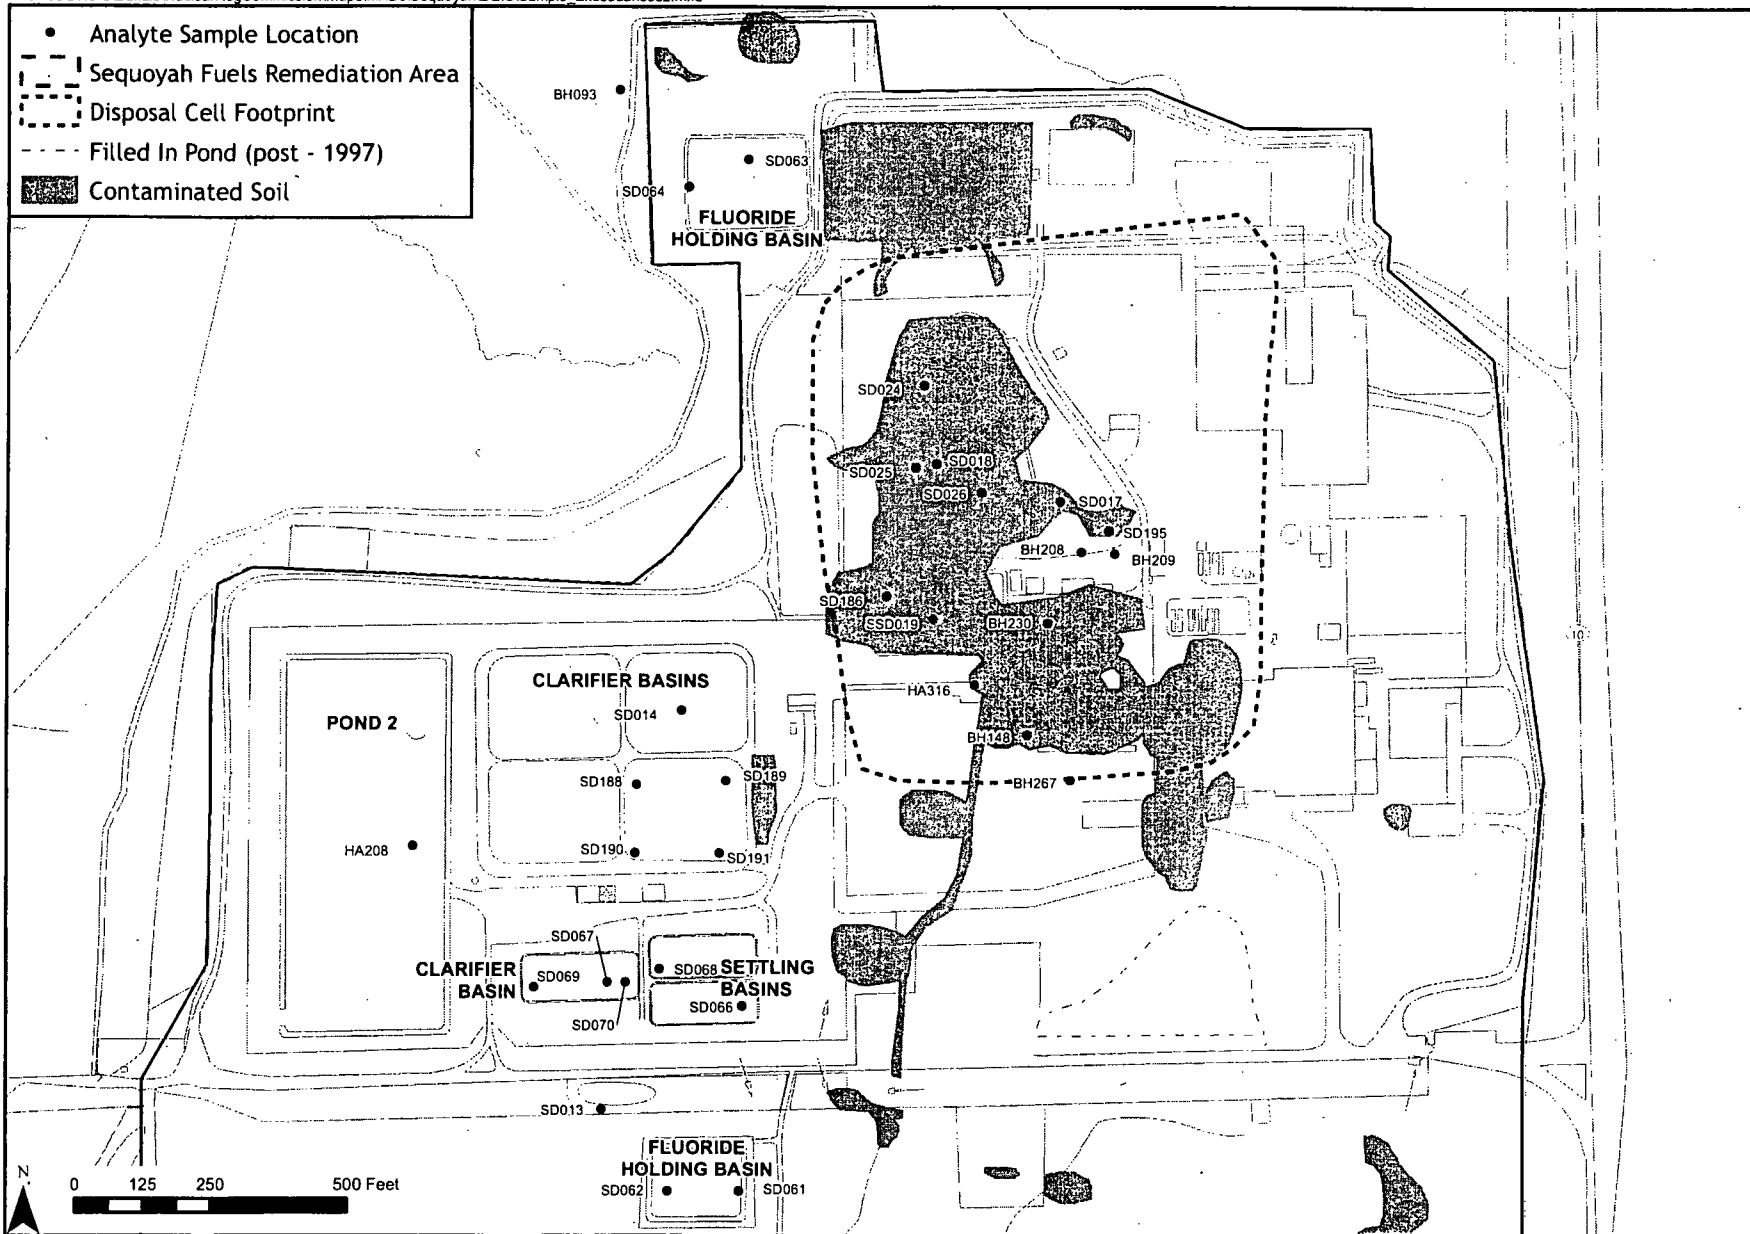 Analyte Sample Location
Sequoyah Fuels Remediation Area
Disposal Cell Footprint
Filled In Pond (post - 1997)
Contaminated Soil
BH093
SD063
SD064
FLUORIDE
HOLDING BASIN
SD024
SD025
SD018
SD026
SD017
SD195
BH208
BH209
SD186
SSD019
BH230
HA316
BH148
BH267
CLARIFIER BASINS
SD014
POND 2
SD188
SD189
HA208
SD190
SD191
SD067
CLARIFIER
BASIN
SD069
SD068
SETTLING
BASINS
SD066
SD070
SD013
FLUORIDE
HOLDING BASIN
SD062
SD061
10
N
0 125 250 500 Feet